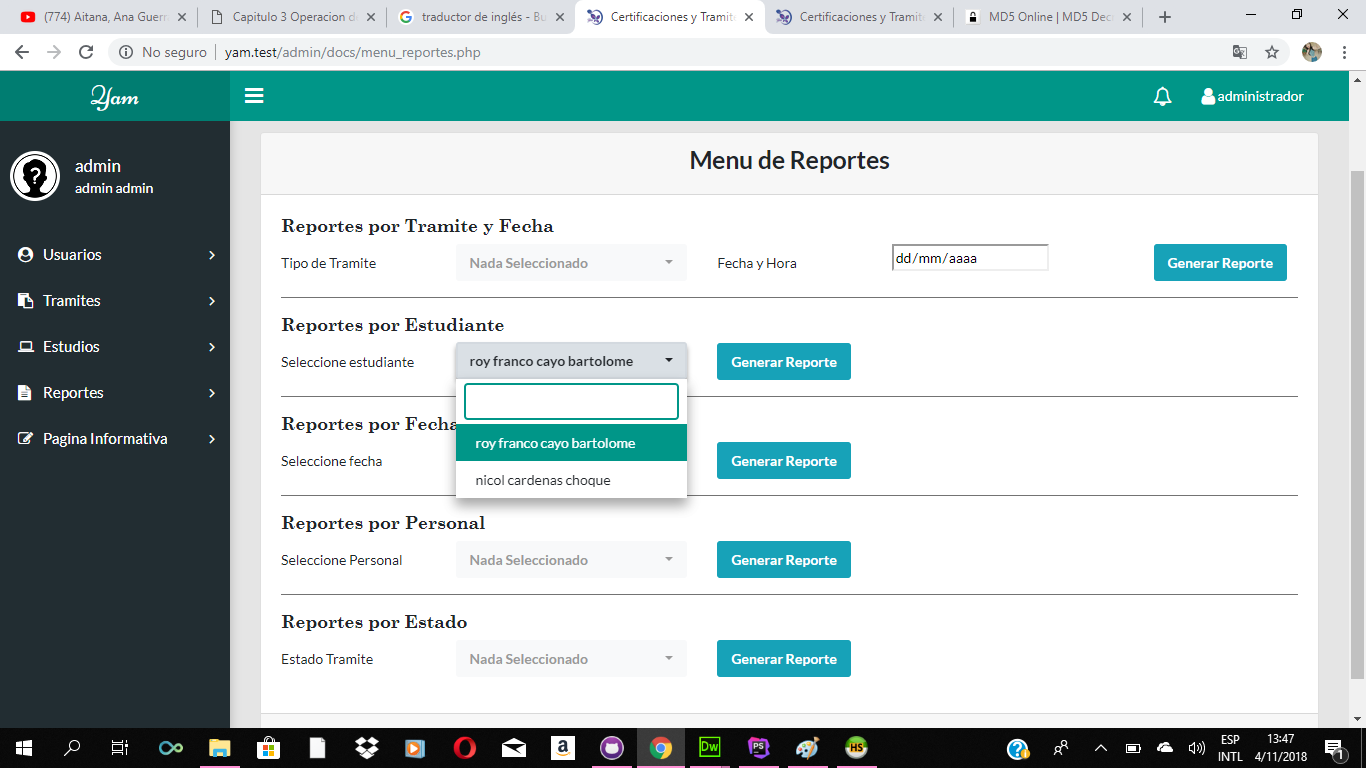 (774) Aitana, Ana Guerr
Capitulo 3 Operacion d
traductor de inglés - Bu
Certificaciones y Tramit
Certificaciones y Tramit
MD5 Online | MD5 Dec
No seguro
yam.test/admin/docs/menu_reportes.php
Yam
administrador
admin
admin admin
Usuarios
Tramites
Estudios
Reportes
Pagina Informativa
Menu de Reportes
Reportes por Tramite y Fecha
Tipo de Tramite
Nada Seleccionado
Fecha y Hora
dd/mm/aaaa
Generar Reporte
Reportes por Estudiante
Seleccione estudiante
roy franco cayo bartolome
Generar Reporte
roy franco cayo bartolome
nicol cardenas choque
Reportes por Fecha
Seleccione fecha
Generar Reporte
Reportes por Personal
Seleccione Personal
Nada Seleccionado
Generar Reporte
Reportes por Estado
Estado Tramite
Nada Seleccionado
Generar Reporte
a
Dw
PS
HS
ESP
INTL
13:47
4/11/2018
1